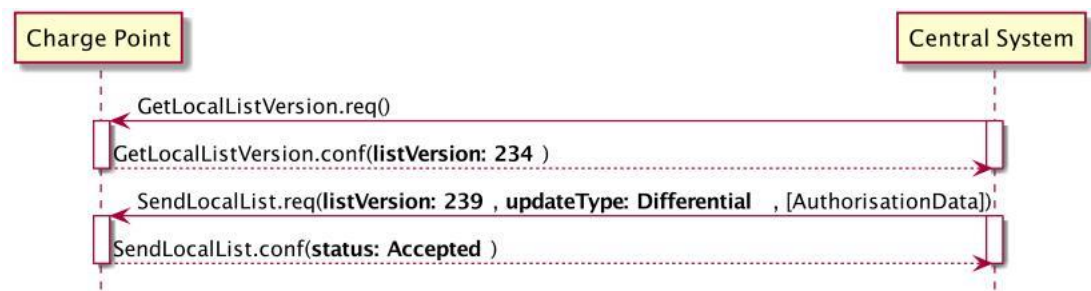 Charge Point
Central System
GetLocalListVersion.req()
GetLocalListVersion.conf(listVersion: 234 )
SendLocalList.req(listVersion: 239 , updateType: Differential , [AuthorisationData])
SendLocalList.conf(status: Accepted )